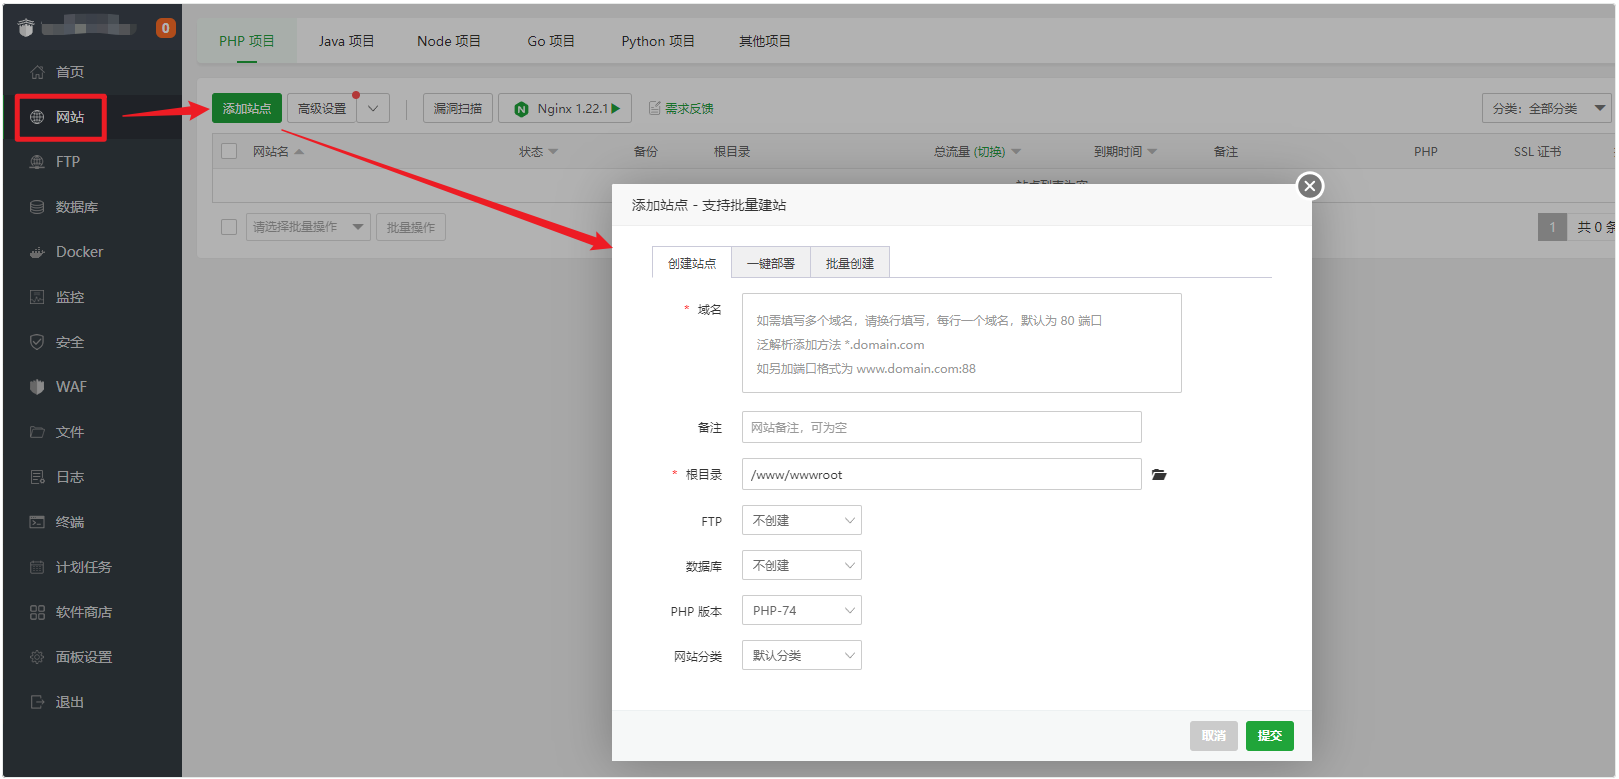 0
首页
网站
FTP
数据库
Docker
监控
安全
WAF
文件
日志
终端
计划任务
软件商店
面板设置
退出
PHP 项目 Java 项目 Node 项目 Go 项目 Python 项目 其他项目
添加站点 高级设置 漏洞扫描 Nginx 1.22.1 需求反馈 分类：全部分类
网站名 状态 备份 根目录 总流量 (切换) 到期时间 备注 PHP SSL 证书
请选择批量操作 批量操作 1 共 0 条
添加站点 - 支持批量建站
创建站点 一键部署 批量创建
* 域名
如需填写多个域名，请换行填写，每行一个域名，默认为 80 端口
泛解析添加方法 *.domain.com
如另加端口格式为 www.domain.com:88
备注 网站备注，可为空
* 根目录 /www/wwwroot
FTP 不创建
数据库 不创建
PHP 版本 PHP-74
网站分类 默认分类
取消 提交